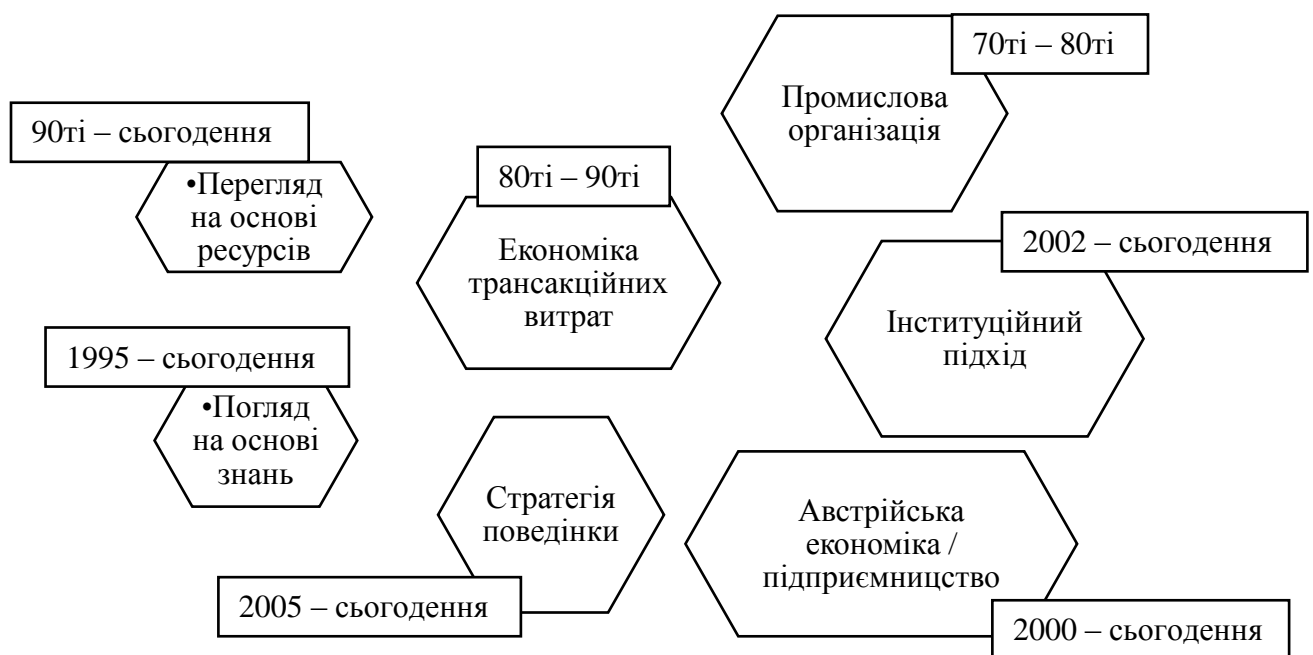 70ті – 80ті
Промислова
організація
90ті – сьогодення
•Перегляд
на основі
ресурсів
80ті – 90ті
Економіка
трансакційних
витрат
2002 – сьогодення
Інституційний
підхід
1995 – сьогодення
•Погляд
на основі
знань
Стратегія
поведінки
2005 – сьогодення
Австрійська
економіка /
підприємництво
2000 – сьогодення